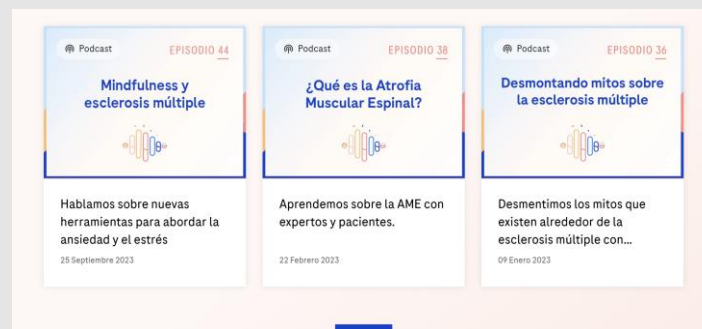 Podcast
EPISODIO 44
Mindfulness y
esclerosis múltiple
Hablamos sobre nuevas
herramientas para abordar la
ansiedad y el estrés
25 Septiembre 2023
Podcast
EPISODIO 38
¿Qué es la Atrofia
Muscular Espinal?
Aprendemos sobre la AME con
expertos y pacientes.
22 Febrero 2023
Podcast
EPISODIO 36
Desmontando mitos sobre
la esclerosis múltiple
Desmentimos los mitos que
existen alrededor de la
esclerosis múltiple con...
09 Enero 2023